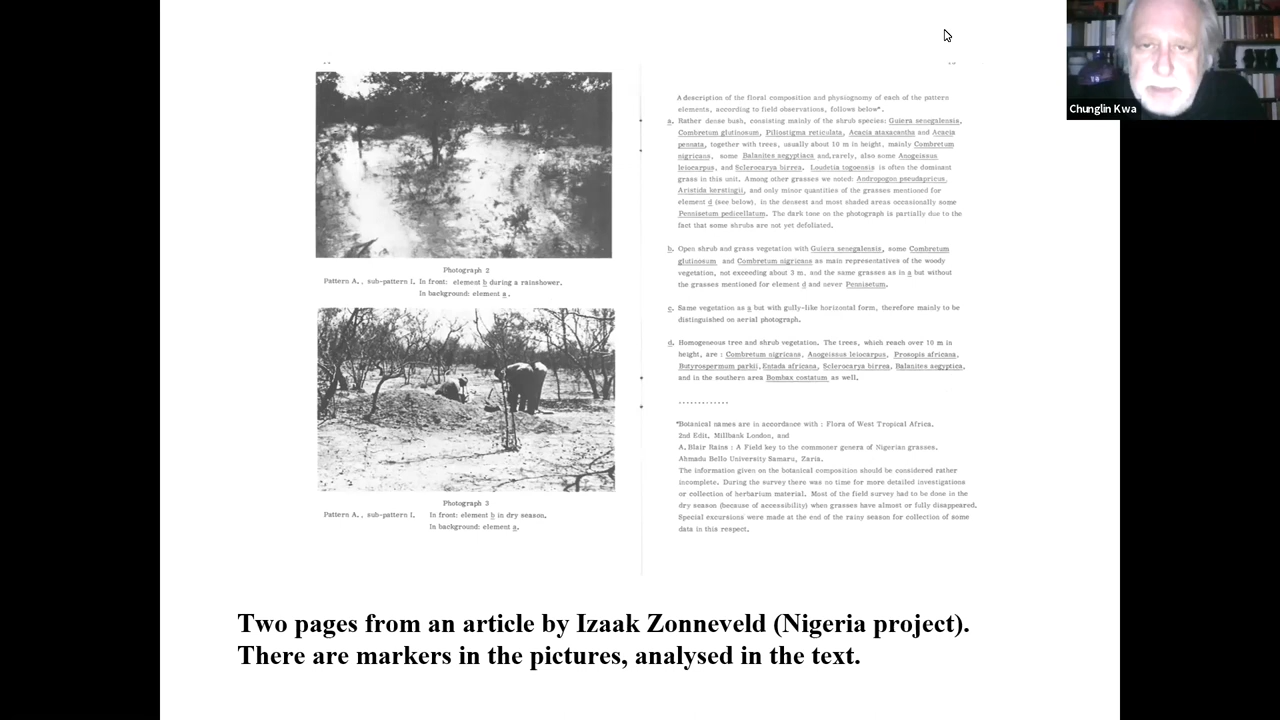 Chunglin Kwa
Photograph 2
Pattern A., sub-pattern I, In front: element b during a rainshower.
In background: element a.
Photograph 3
Pattern A., sub-pattern I. In front: element b in dry season.
In background: element a.
A description of the floral composition and physiognomy of each of the pattern
elements, according to field observations, follows below*.
a. Rather dense bush, consisting mainly of the shrub species: Guiera senegalensis,
Combretum glutinosum, Piliostigma reticulata, Acacia ataxacantha and Acacia
pennata, together with trees, usually about 10 m in height, mainly Combretum
nigricans, some Balanites aegyptiaca and, rarely, also some Anogeissus
leiocarpus, and Sclerocarya birrea. Loudetia togoensis is often the dominant
grass in this unit. Among other grasses we noted: Andropogon pseudapricus,
Aristida kerstingii, and only minor quantities of the grasses mentioned for
element d (see below), in the densest and most shaded areas occasionally some
Pennisetum pedicellatum. The dark tone on the photograph is partially due to the
fact that some shrubs are not yet defoliated.
b. Open shrub and grass vegetation with Guiera senegalensis, some Combretum
glutinosum and Combretum nigricans as main representatives of the woody
vegetation, not exceeding about 3 m, and the same grasses as in a but without
the grasses mentioned for element d and never Pennisetum.
c. Same vegetation as a but with gully-like horizontal form, therefore mainly to be
distinguished on aerial photograph.
d. Homogeneous tree and shrub vegetation. The trees, which reach over 10 m in
height, are : Combretum nigricans, Anogeissus leiocarpus, Prosopis africana,
Butyrospermum parkii, Entada africana, Sclerocarya birrea, Balanites aegyptica,
and in the southern area Bombax costatum as well.
.............
*Botanical names are in accordance with : Flora of West Tropical Africa.
2nd Edit. Millbank London, and
A. Blair Rains : A Field key to the commoner genera of Nigerian grasses.
Ahmadu Bello University Samaru, Zaria.
The information given on the botanical composition should be considered rather
incomplete. During the survey there was no time for more detailed investigations
or collection of herbarium material. Most of the field survey had to be done in the
dry season (because of accessibility) when grasses have almost or fully disappeared.
Special excursions were made at the end of the rainy season for collection of some
data in this respect.
Two pages from an article by Izaak Zonneveld (Nigeria project).
There are markers in the pictures, analysed in the text.